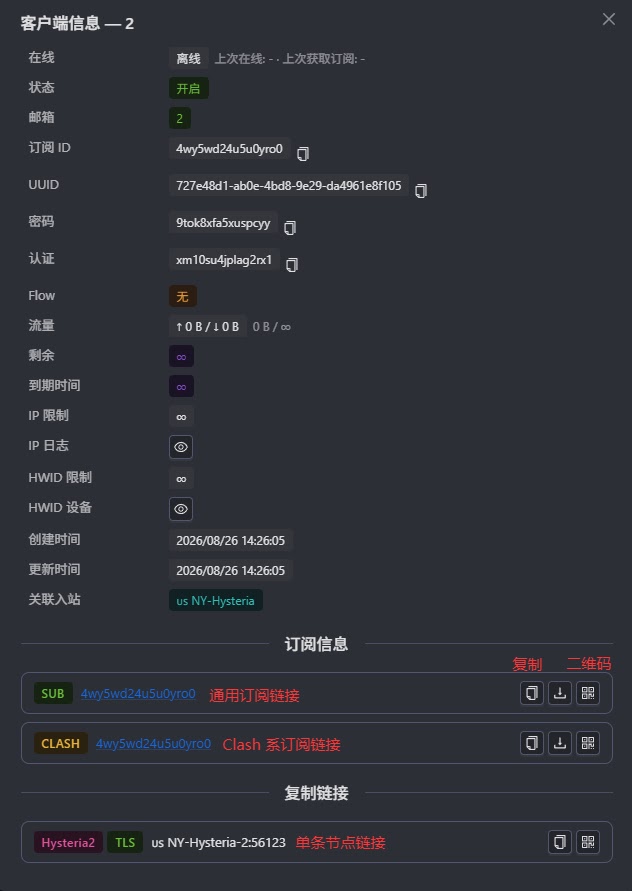 客户端信息 — 2
在线 离线 上次在线: - · 上次获取订阅: -
状态 开启
邮箱 2
订阅 ID 4wy5wd24u5u0yro0
UUID 727e48d1-ab0e-4bd8-9e29-da4961e8f105
密码 9tok8xfa5xuspcyy
认证 xm10su4jplag2rx1
Flow 无
流量 ↑ 0 B / ↓ 0 B 0 B / ∞
剩余 ∞
到期时间 ∞
IP 限制 ∞
IP 日志
HWID 限制 ∞
HWID 设备
创建时间 2026/08/26 14:26:05
更新时间 2026/08/26 14:26:05
关联入站 us NY-Hysteria
订阅信息
复制 二维码
SUB 4wy5wd24u5u0yro0 通用订阅链接
CLASH 4wy5wd24u5u0yro0 Clash 系订阅链接
复制链接
Hysteria2 TLS us NY-Hysteria-2:56123 单条节点链接